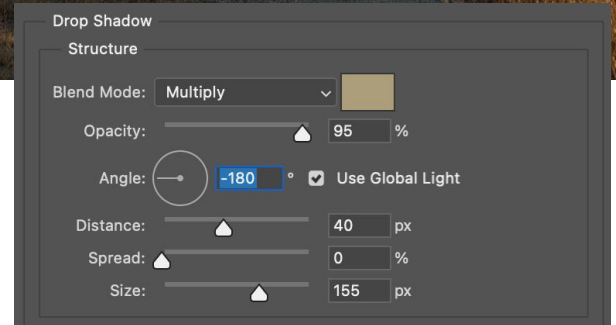 Drop Shadow
Structure
Blend Mode: Multiply
Opacity: 95 %
Angle: -180 ° Use Global Light
Distance: 40 px
Spread: 0 %
Size: 155 px